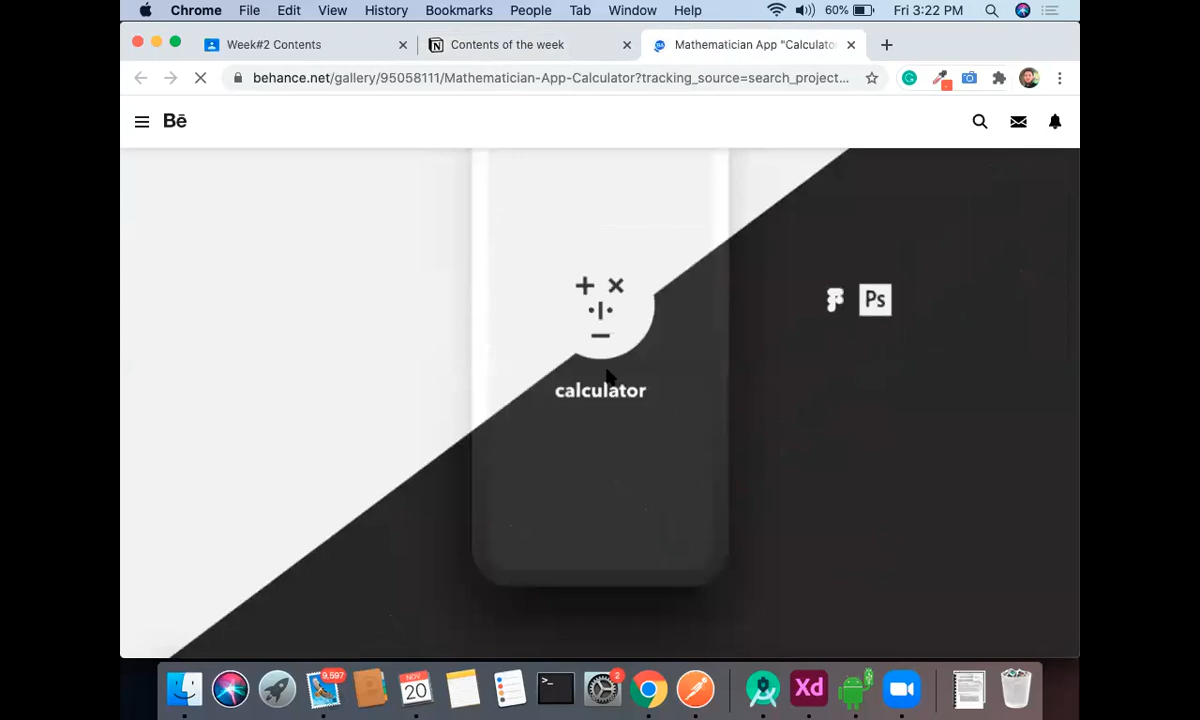 Chrome File Edit View History Bookmarks People Tab Window Help 60% Fri 3:22 PM
Week#2 Contents Contents of the week Mathematician App "Calculator
behance.net/gallery/95058111/Mathematician-App-Calculator?tracking_source=search_project...
Bē
+ ×
Ps
−
calculator
9,597 NOV 20 >_ 2 Xd